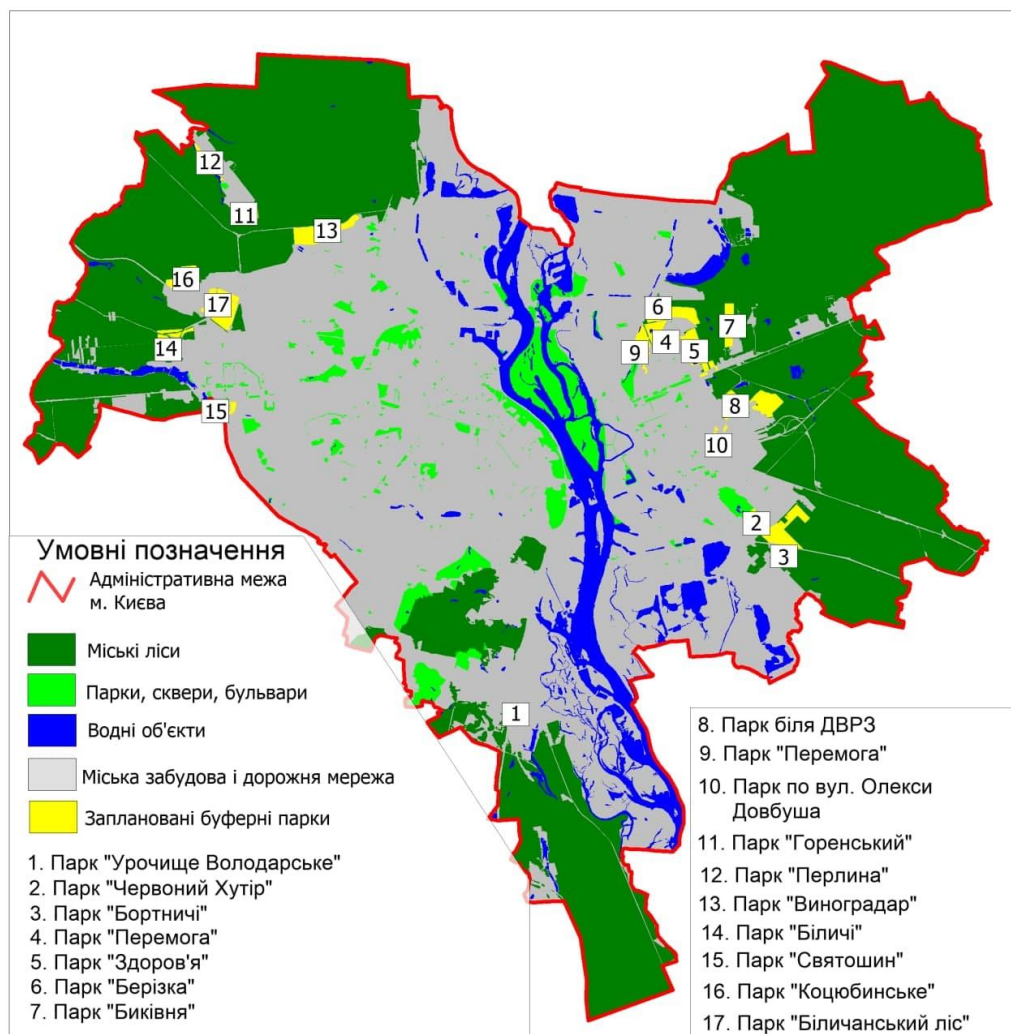 12
11
13
16
17
14
15
6
4
5
7
9
8
10
2
3
1
Умовні позначення
Адміністративна межа
м. Києва
Міські ліси
Парки, сквери, бульвари
Водні об'єкти
Міська забудова і дорожня мережа
Заплановані буферні парки
1. Парк "Урочище Володарське"
2. Парк "Червоний Хутір"
3. Парк "Бортничі"
4. Парк "Перемога"
5. Парк "Здоров'я"
6. Парк "Берізка"
7. Парк "Биківня"
8. Парк біля ДВРЗ
9. Парк "Перемога"
10. Парк по вул. Олекси
Довбуша
11. Парк "Горенський"
12. Парк "Перлина"
13. Парк "Виноградар"
14. Парк "Біличі"
15. Парк "Святошин"
16. Парк "Коцюбинське"
17. Парк "Біличанський ліс"